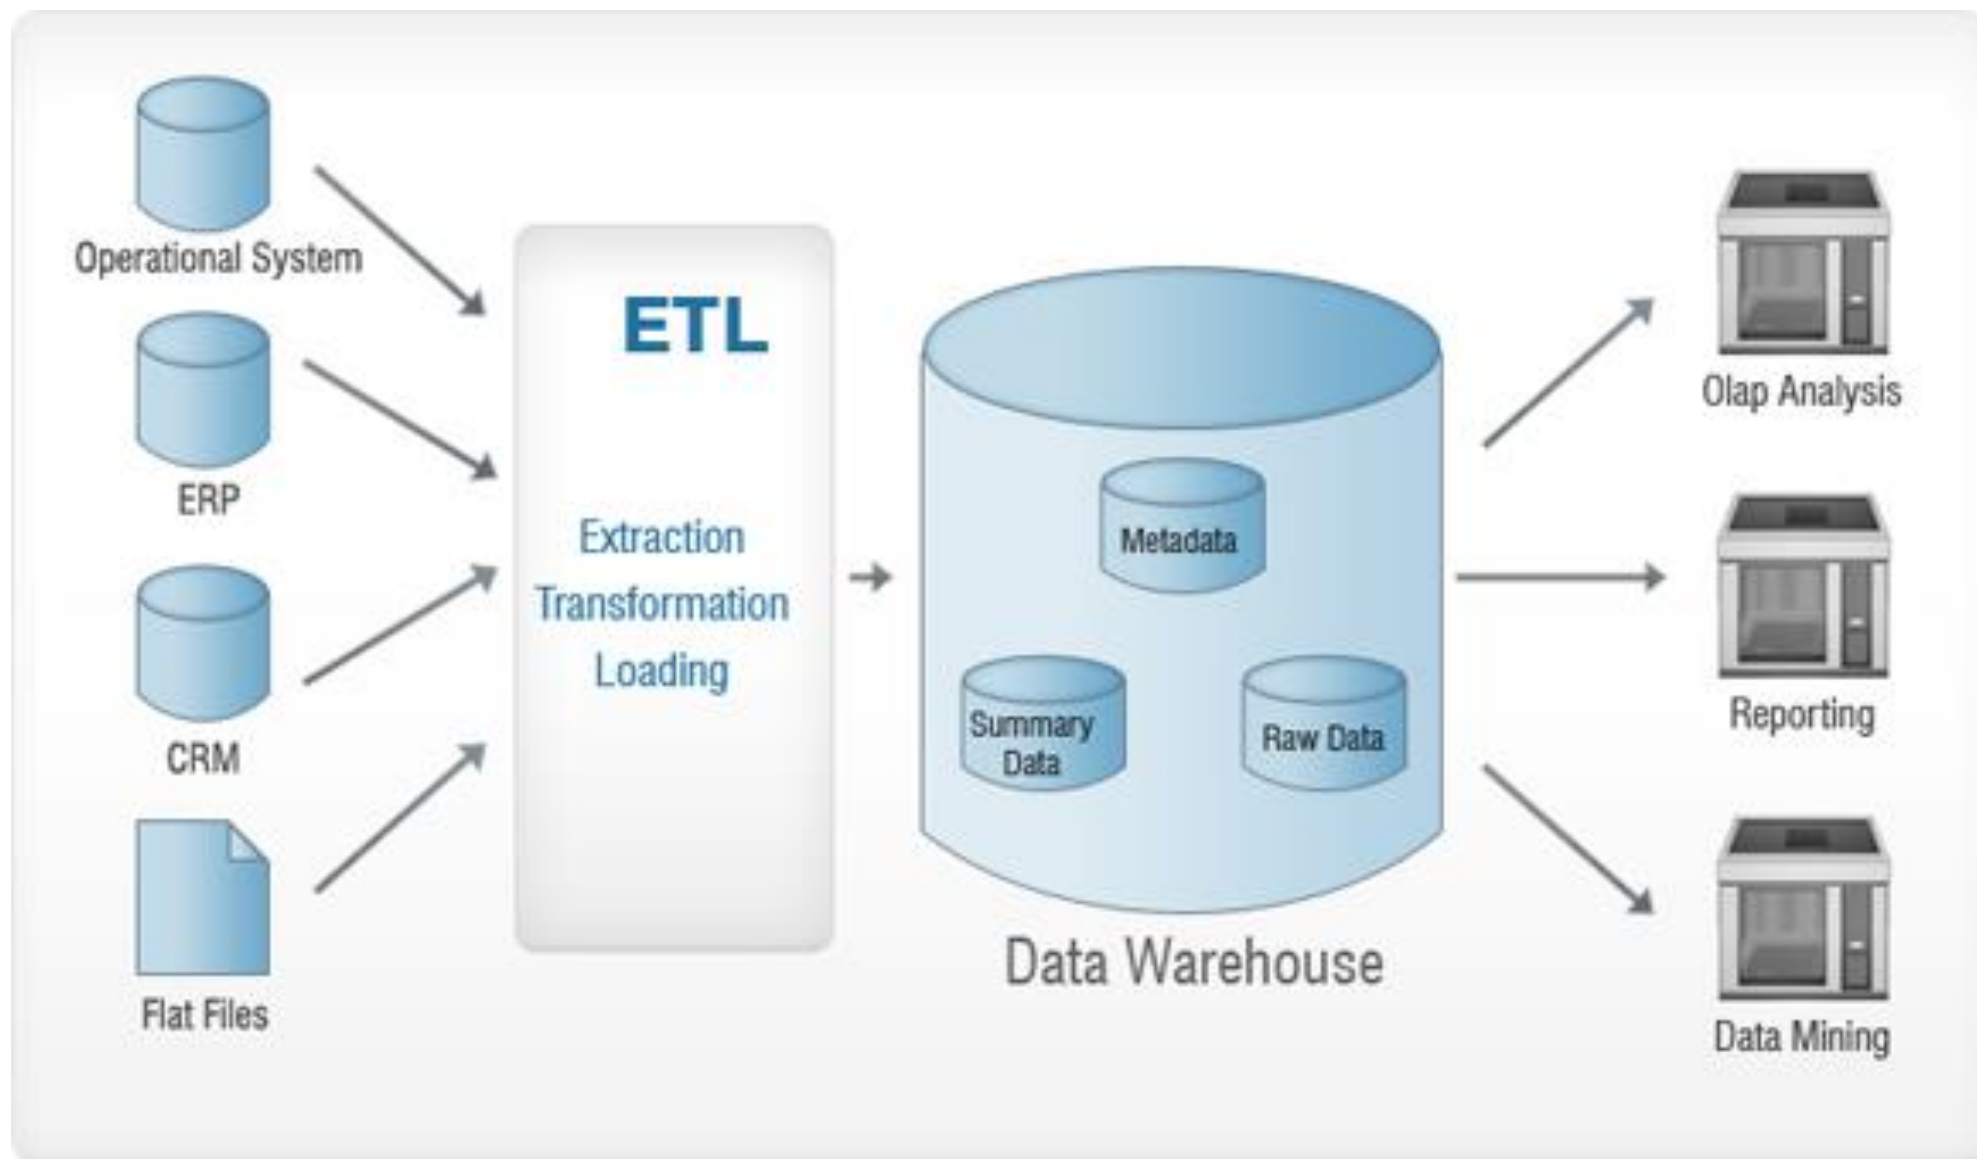 Operational System
ERP
CRM
Flat Files
ETL
Extraction
Transformation
Loading
Metadata
Summary
Data
Raw Data
Data Warehouse
Olap Analysis
Reporting
Data Mining